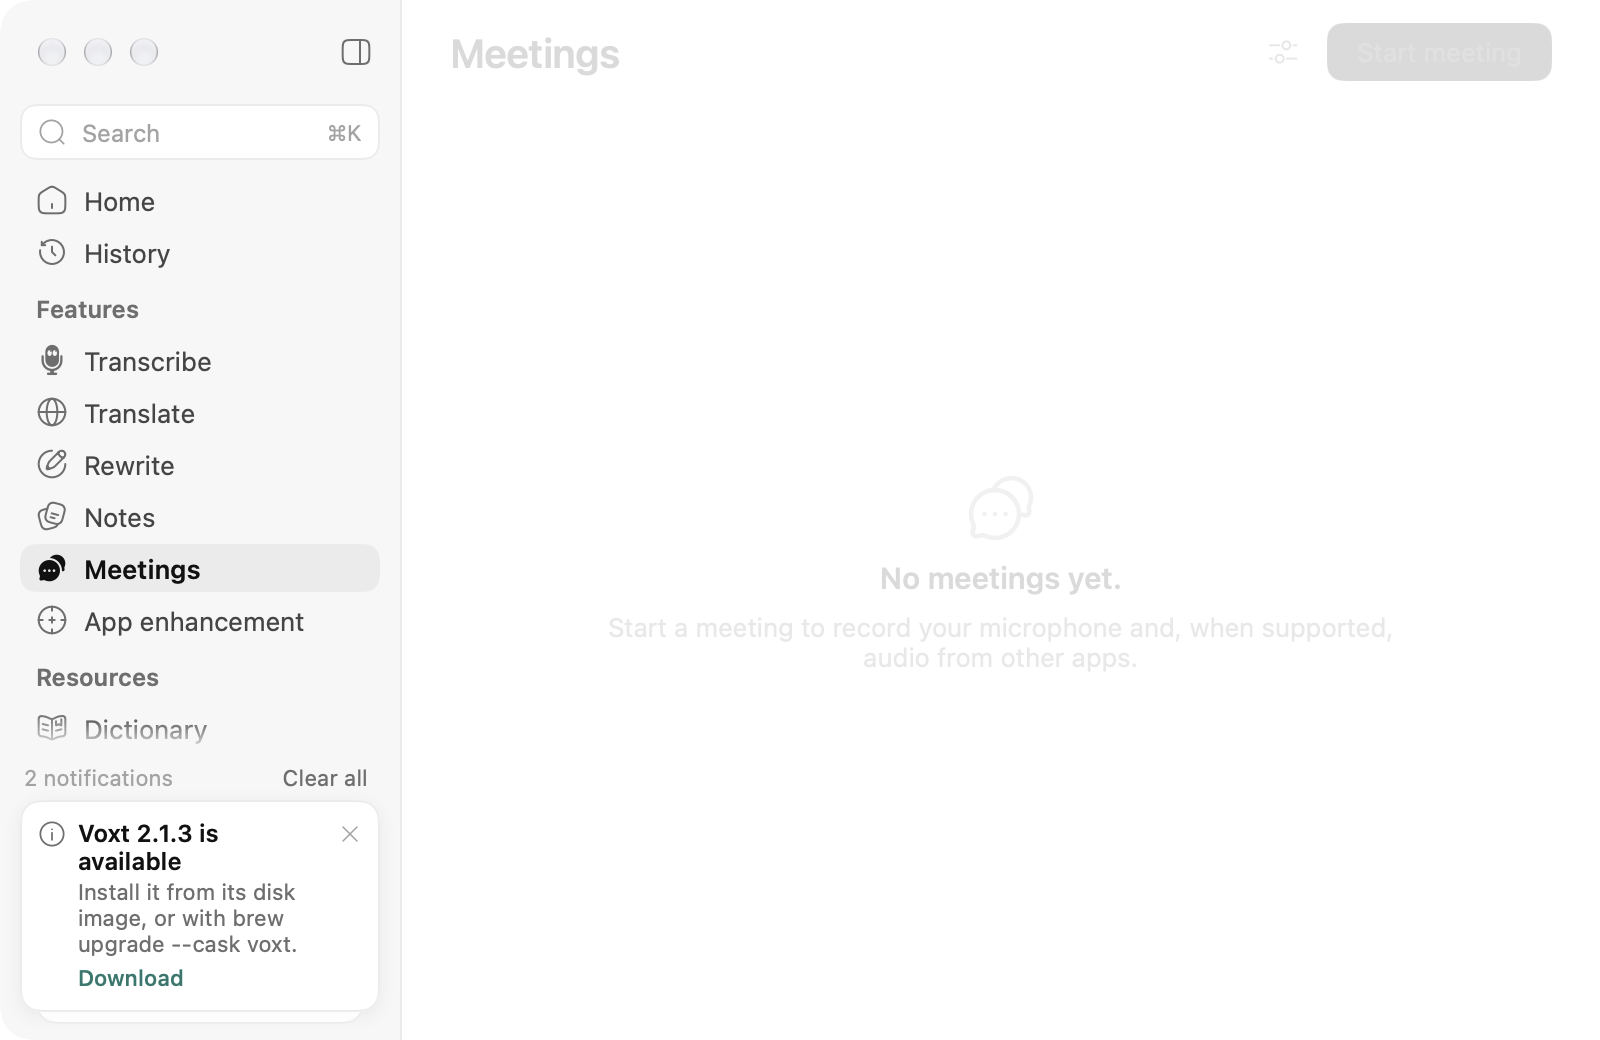 Search ⌘K
Home
History
Features
Transcribe
Translate
Rewrite
Notes
Meetings
App enhancement
Resources
Dictionary
2 notifications Clear all
Voxt 2.1.3 is
available
Install it from its disk
image, or with brew
upgrade --cask voxt.
Download
Meetings
Start meeting
No meetings yet.
Start a meeting to record your microphone and, when supported,
audio from other apps.